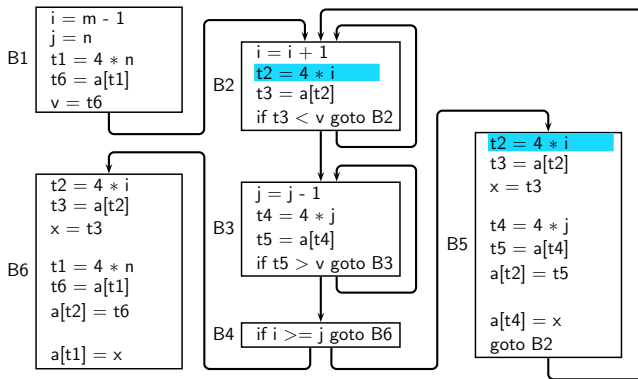 B1
i = m - 1
j = n
t1 = 4 * n
t6 = a[t1]
v = t6
B2
i = i + 1
t2 = 4 * i
t3 = a[t2]
if t3 < v goto B2
B3
j = j - 1
t4 = 4 * j
t5 = a[t4]
if t5 > v goto B3
B4
if i >= j goto B6
B5
t2 = 4 * i
t3 = a[t2]
x = t3
t4 = 4 * j
t5 = a[t4]
a[t2] = t5
a[t4] = x
goto B2
B6
t2 = 4 * i
t3 = a[t2]
x = t3
t1 = 4 * n
t6 = a[t1]
a[t2] = t6
a[t1] = x